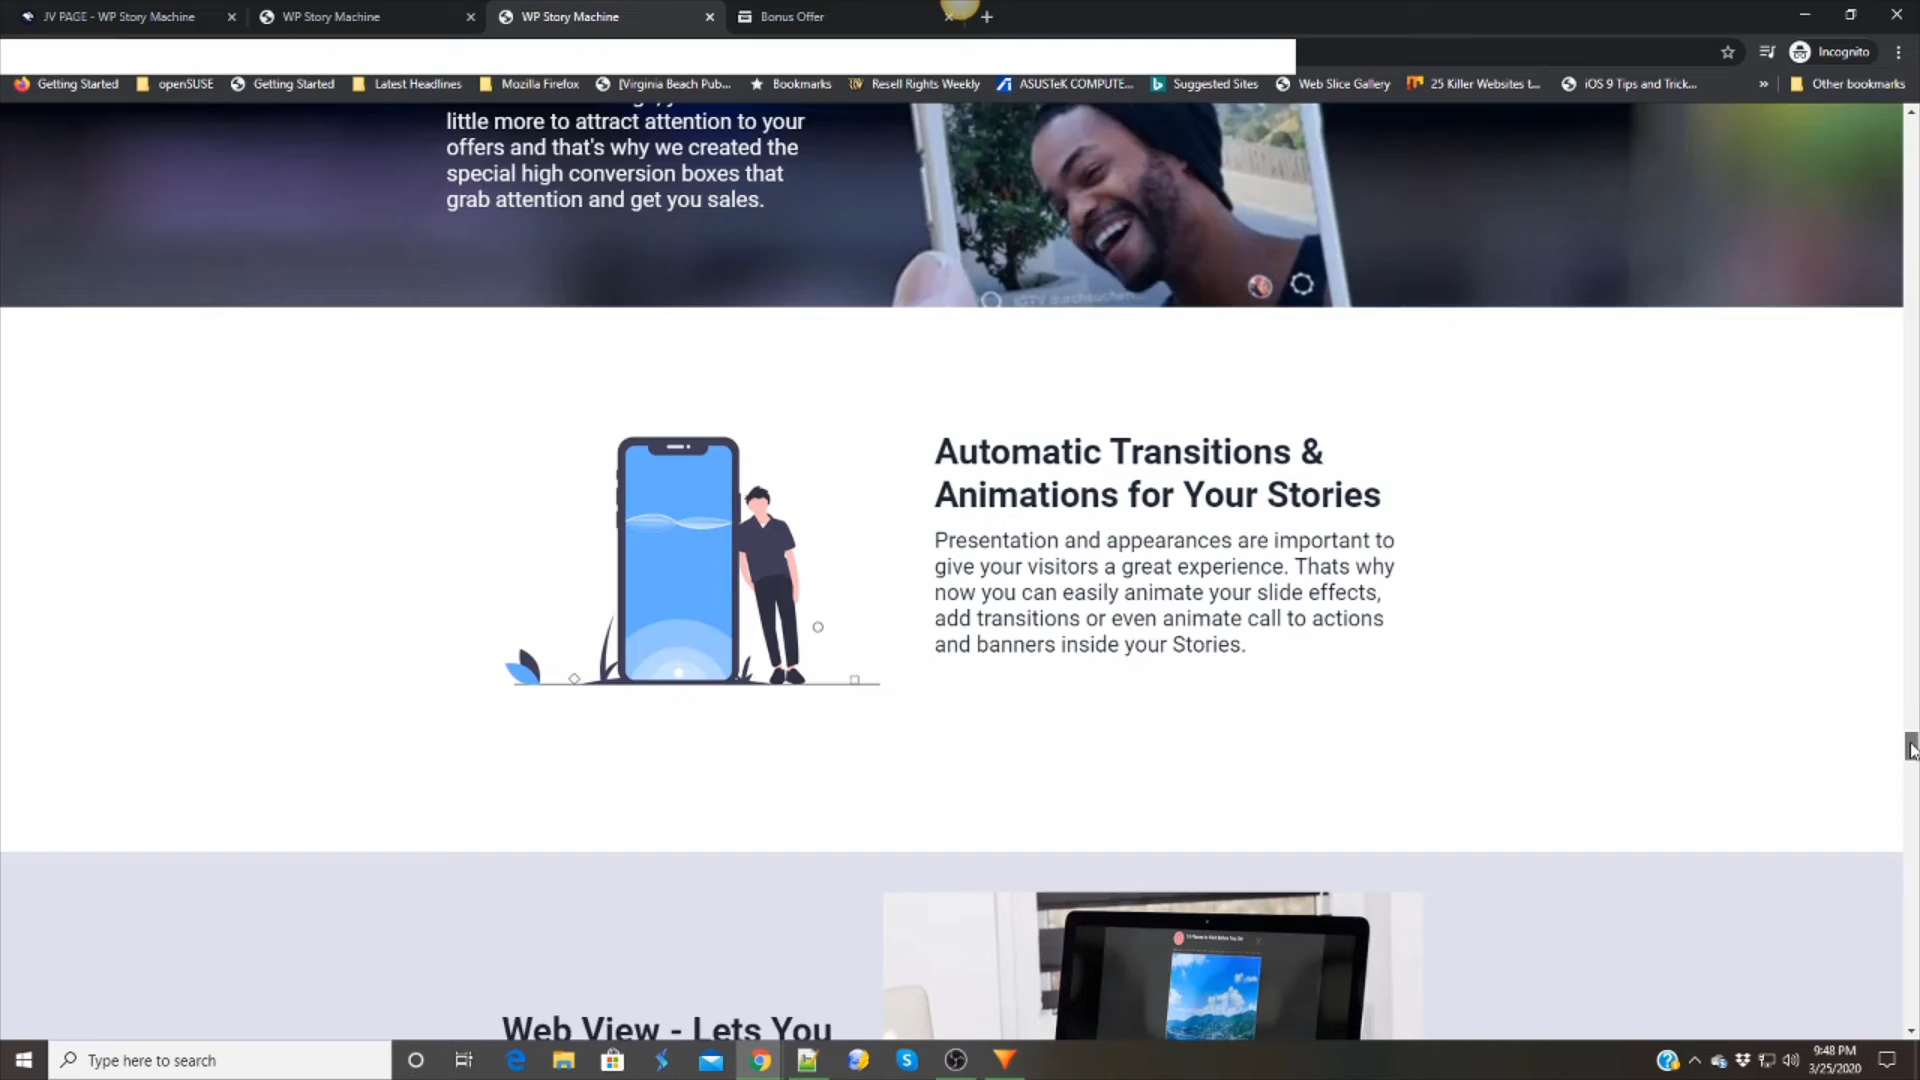 JV PAGE - WP Story Machine
WP Story Machine
WP Story Machine
Bonus Offer
Incognito
Getting Started
openSUSE
Getting Started
Latest Headlines
Mozilla Firefox
[Virginia Beach Pub...
Bookmarks
Resell Rights Weekly
ASUSTeK COMPUTE...
Suggested Sites
Web Slice Gallery
25 Killer Websites t...
iOS 9 Tips and Trick...
»
Other bookmarks
little more to attract attention to your
offers and that's why we created the
special high conversion boxes that
grab attention and get you sales.
IGTV durchsuchen...
Automatic Transitions &
Animations for Your Stories
Presentation and appearances are important to
give your visitors a great experience. Thats why
now you can easily animate your slide effects,
add transitions or even animate call to actions
and banners inside your Stories.
Web View - Lets You
Type here to search
9:48 PM
3/25/2020